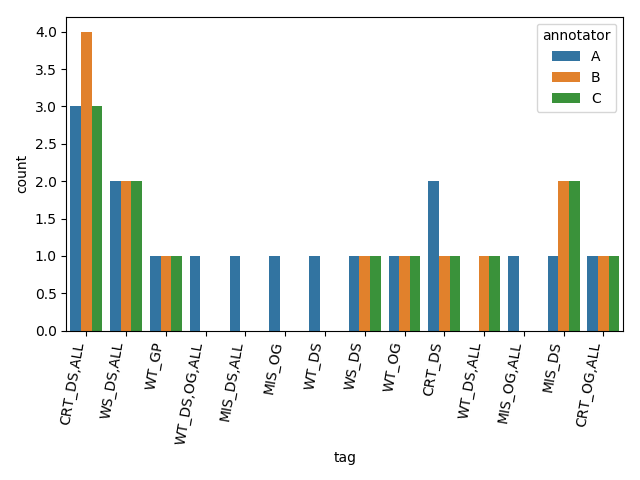 annotator
A
B
C
count
4.0
3.5
3.0
2.5
2.0
1.5
1.0
0.5
0.0
CRT_DS,ALL
WS_DS,ALL
WT_GP
WT_DS,OG,ALL
MIS_DS,ALL
MIS_OG
WT_DS
WS_DS
WT_OG
CRT_DS
WT_DS,ALL
MIS_OG,ALL
MIS_DS
CRT_OG,ALL
tag